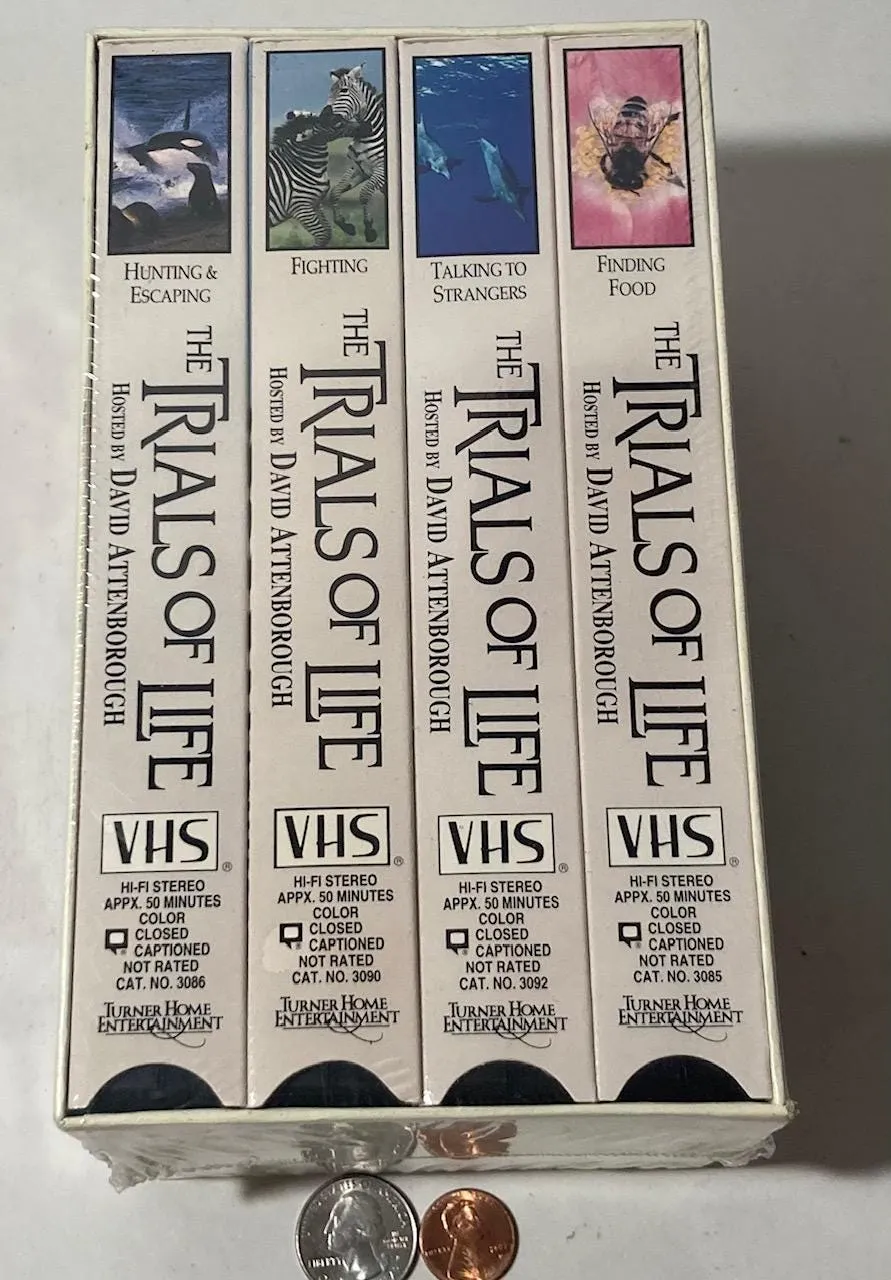 HUNTING &
ESCAPING
THE TRIALS OF LIFE
HOSTED BY DAVID ATTENBOROUGH
VHS®
HI-FI STEREO
APPX. 50 MINUTES
COLOR
CLOSED
CAPTIONED
NOT RATED
CAT. NO. 3086
TURNER HOME
ENTERTAINMENT
FIGHTING
THE TRIALS OF LIFE
HOSTED BY DAVID ATTENBOROUGH
VHS®
HI-FI STEREO
APPX. 50 MINUTES
COLOR
CLOSED
CAPTIONED
NOT RATED
CAT. NO. 3090
TURNER HOME
ENTERTAINMENT
TALKING TO
STRANGERS
THE TRIALS OF LIFE
HOSTED BY DAVID ATTENBOROUGH
VHS®
HI-FI STEREO
APPX. 50 MINUTES
COLOR
CLOSED
CAPTIONED
NOT RATED
CAT. NO. 3092
TURNER HOME
ENTERTAINMENT
FINDING
FOOD
THE TRIALS OF LIFE
HOSTED BY DAVID ATTENBOROUGH
VHS®
HI-FI STEREO
APPX. 50 MINUTES
COLOR
CLOSED
CAPTIONED
NOT RATED
CAT. NO. 3085
TURNER HOME
ENTERTAINMENT
LIBERTY